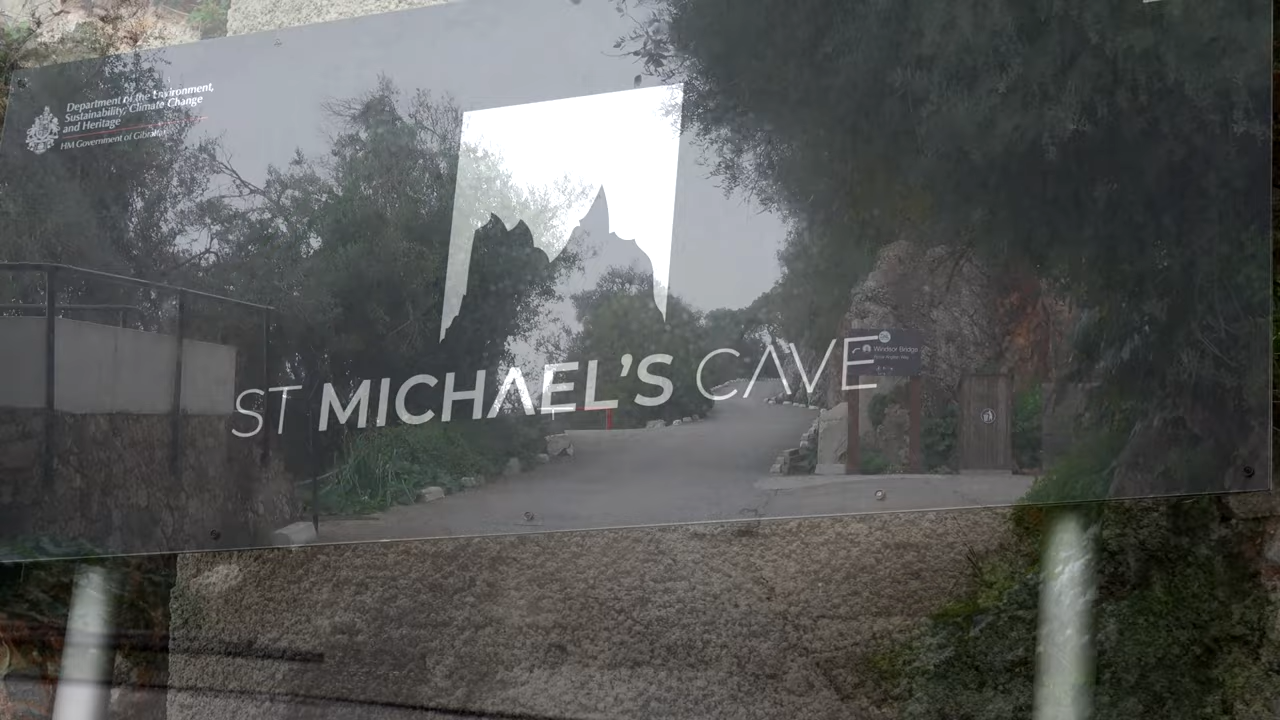 Department of the Environment,
Sustainability, Climate Change
and Heritage
HM Government of Gibraltar
ST MICHAEL'S CAVE
Windsor Bridge